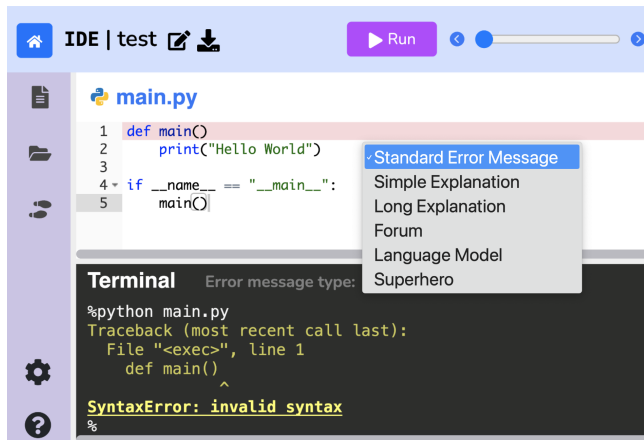 IDE | test
Run
main.py
1 def main()
2 print("Hello World")
3
4 if __name__ == "__main__":
5 main()
Standard Error Message
Simple Explanation
Long Explanation
Forum
Language Model
Superhero
Terminal Error message type:
%python main.py
Traceback (most recent call last):
File "<exec>", line 1
def main()
^
SyntaxError: invalid syntax
%